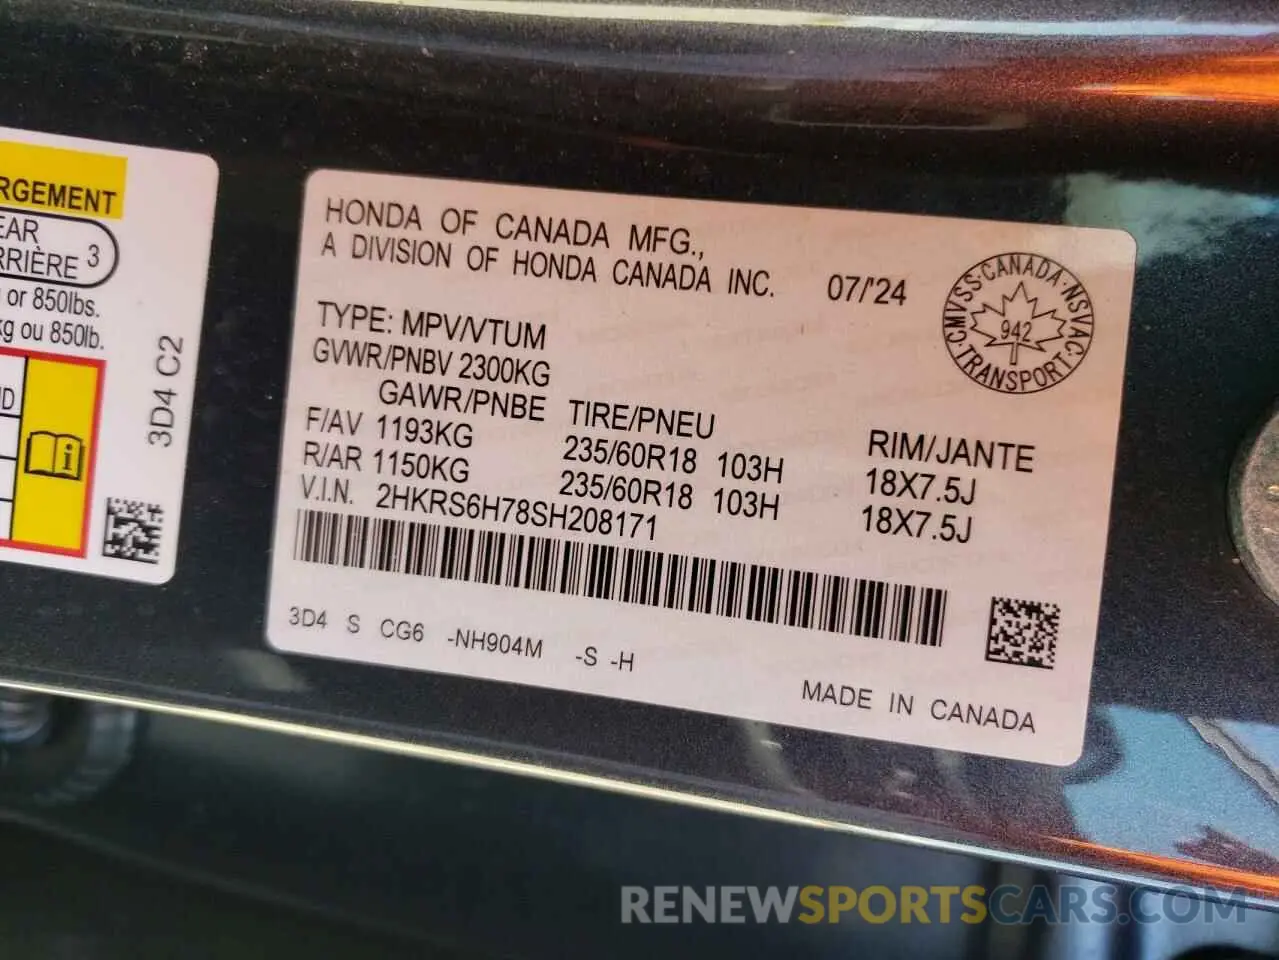 RGEMENT
EAR
RRIÈRE 3
or 850lbs.
kg ou 850lb.
3D4 C2
HONDA OF CANADA MFG.,
A DIVISION OF HONDA CANADA INC. 07/'24
TYPE: MPV/VTUM
GVWR/PNBV 2300KG
GAWR/PNBE TIRE/PNEU RIM/JANTE
F/AV 1193KG 235/60R18 103H 18X7.5J
R/AR 1150KG 235/60R18 103H 18X7.5J
V.I.N. 2HKRS6H78SH208171
3D4 S CG6 -NH904M -S -H
MADE IN CANADA
CMVSS·CANADA·NSVAC
942
·TRANSPORT·
RENEWSPORTSCARS.COM